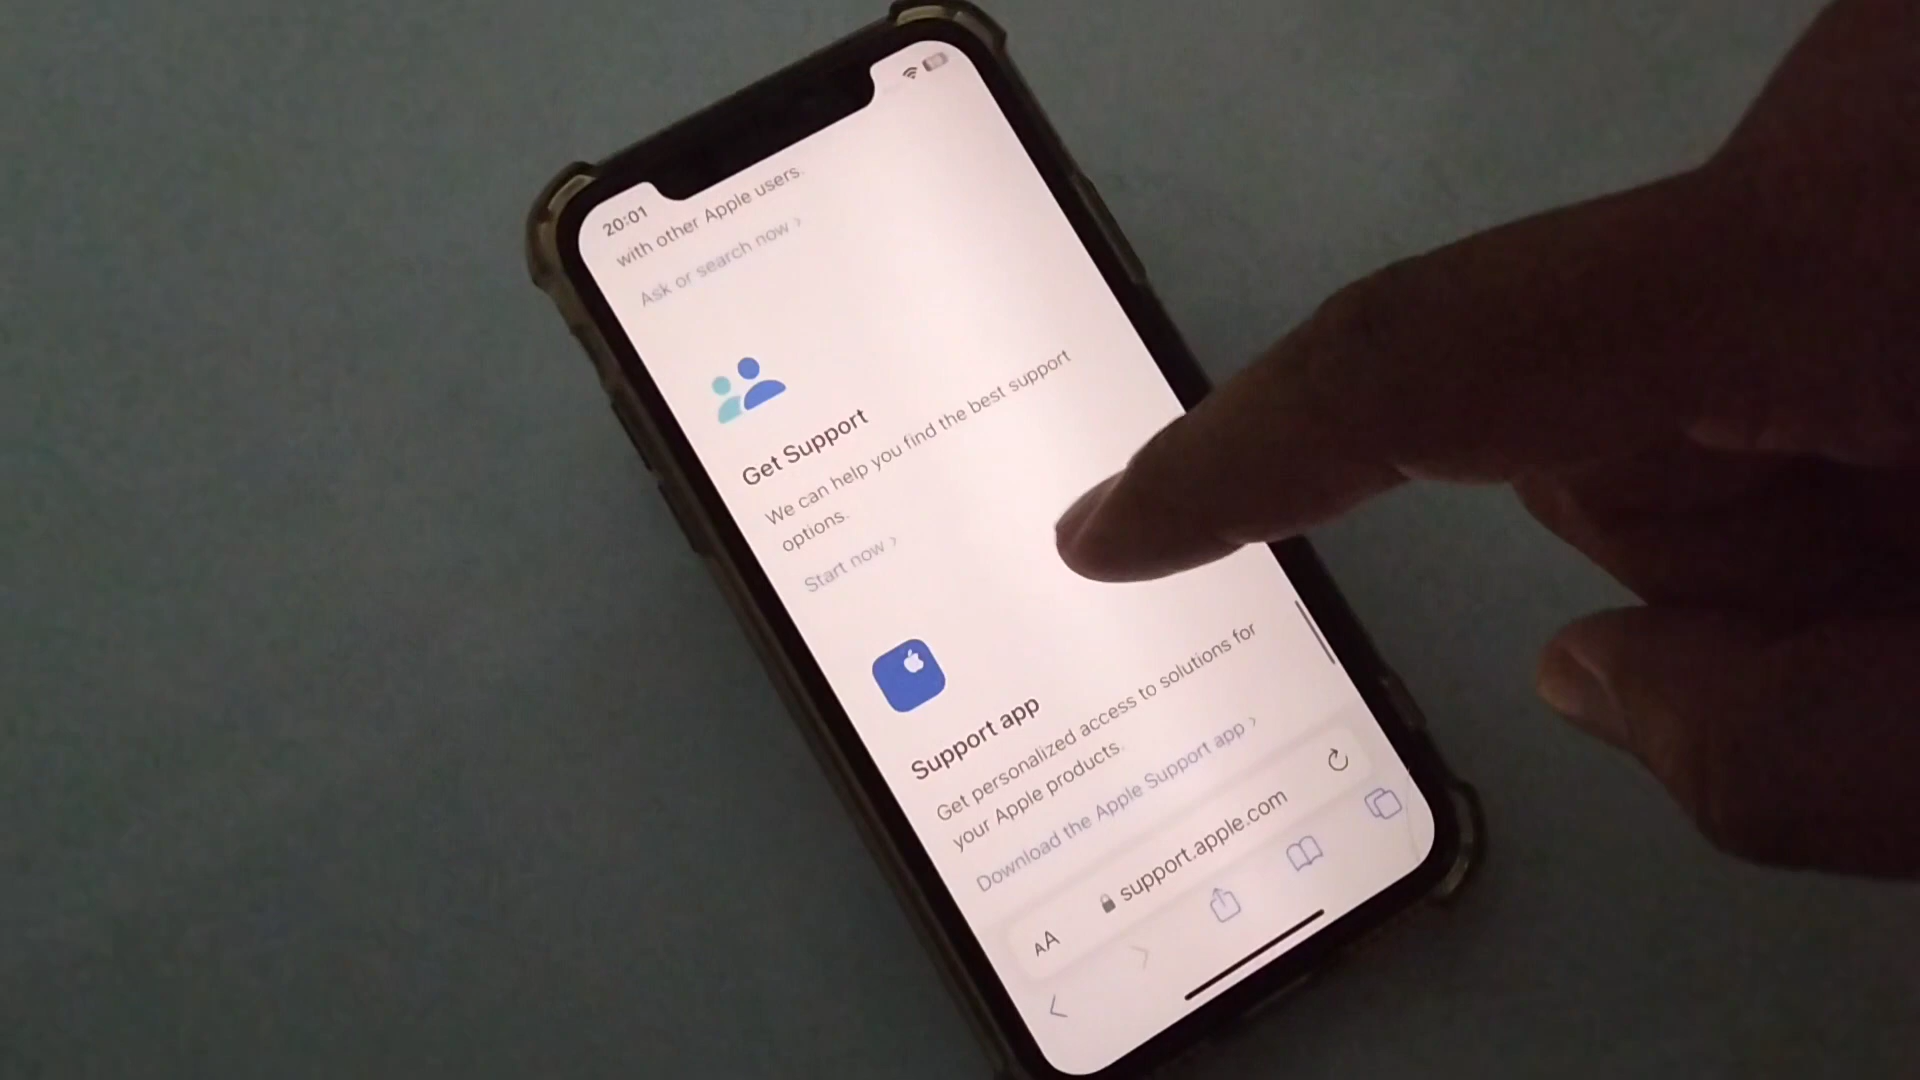 20:01
with other Apple users.
Ask or search now >
Get Support
We can help you find the best support
options.
Start now >
Support app
Get personalized access to solutions for
your Apple products.
Download the Apple Support app >
AA support.apple.com